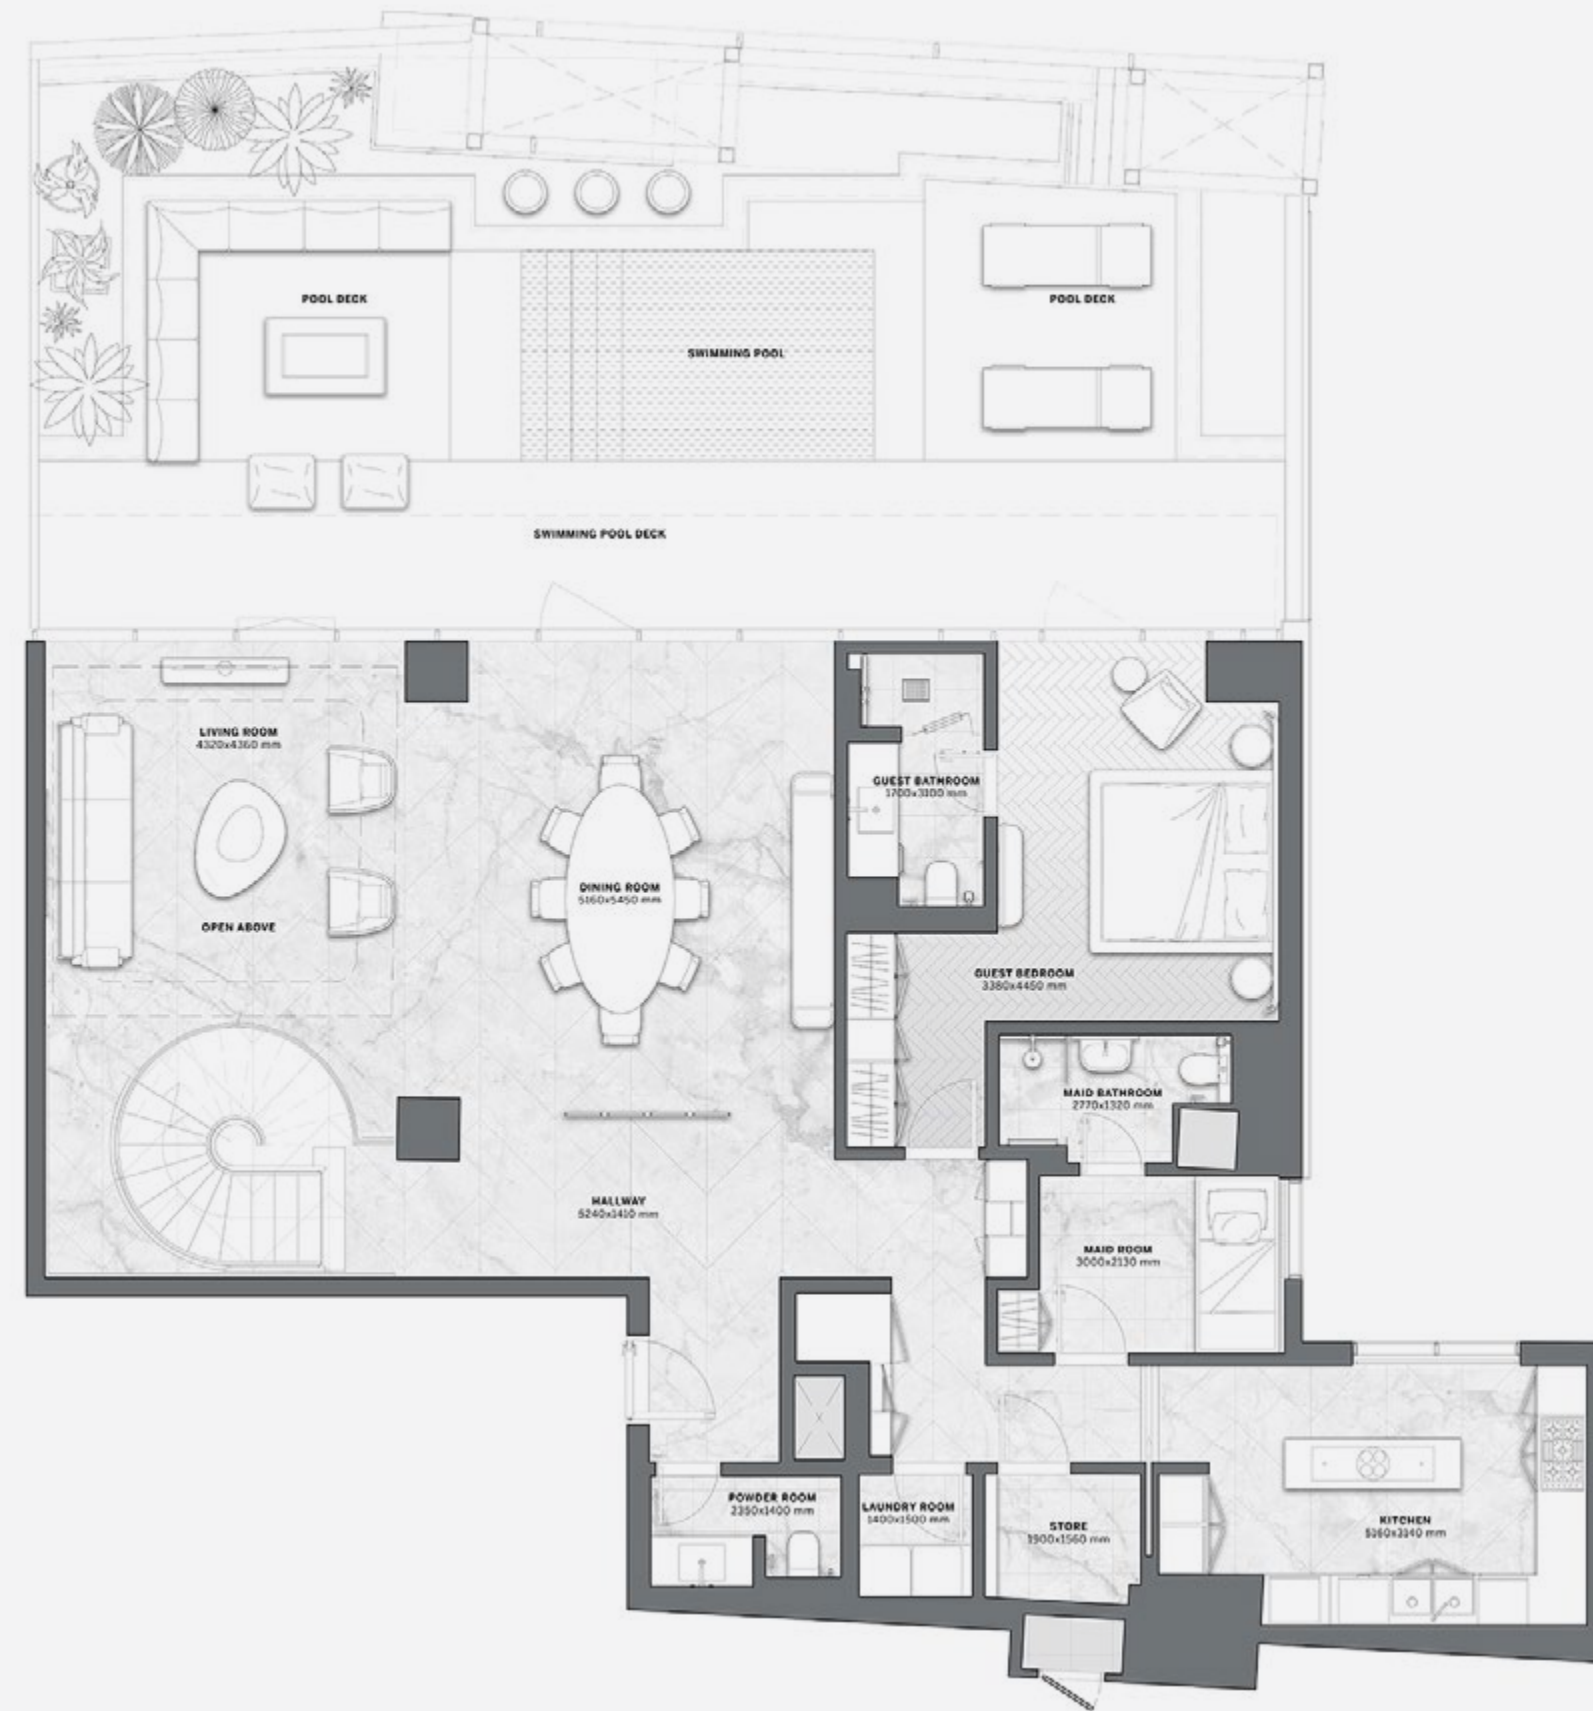 POOL DECK
POOL DECK
SWIMMING POOL
SWIMMING POOL DECK
LIVING ROOM
4320x4360 mm
OPEN ABOVE
DINING ROOM
5160x5450 mm
GUEST BATHROOM
1700x3100 mm
GUEST BEDROOM
3380x4450 mm
MAID BATHROOM
2770x1320 mm
HALLWAY
5240x1410 mm
MAID ROOM
3000x2130 mm
POWDER ROOM
2350x1400 mm
LAUNDRY ROOM
1400x1500 mm
STORE
1900x1560 mm
KITCHEN